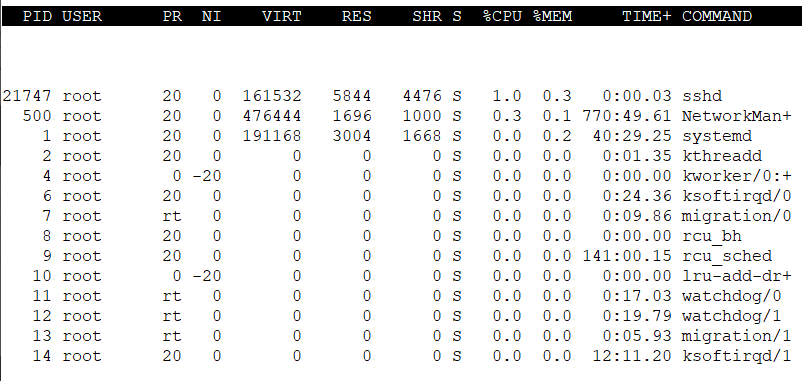 PID USER PR NI VIRT RES SHR S %CPU %MEM TIME+ COMMAND
21747 root 20 0 161532 5844 4476 S 1.0 0.3 0:00.03 sshd
500 root 20 0 476444 1696 1000 S 0.3 0.1 770:49.61 NetworkMan+
1 root 20 0 191168 3004 1668 S 0.0 0.2 40:29.25 systemd
2 root 20 0 0 0 0 S 0.0 0.0 0:01.35 kthreadd
4 root 0 -20 0 0 0 S 0.0 0.0 0:00.00 kworker/0:+
6 root 20 0 0 0 0 S 0.0 0.0 0:24.36 ksoftirqd/0
7 root rt 0 0 0 0 S 0.0 0.0 0:09.86 migration/0
8 root 20 0 0 0 0 S 0.0 0.0 0:00.00 rcu_bh
9 root 20 0 0 0 0 S 0.0 0.0 141:00.15 rcu_sched
10 root 0 -20 0 0 0 S 0.0 0.0 0:00.00 lru-add-dr+
11 root rt 0 0 0 0 S 0.0 0.0 0:17.03 watchdog/0
12 root rt 0 0 0 0 S 0.0 0.0 0:19.79 watchdog/1
13 root rt 0 0 0 0 S 0.0 0.0 0:05.93 migration/1
14 root 20 0 0 0 0 S 0.0 0.0 12:11.20 ksoftirqd/1